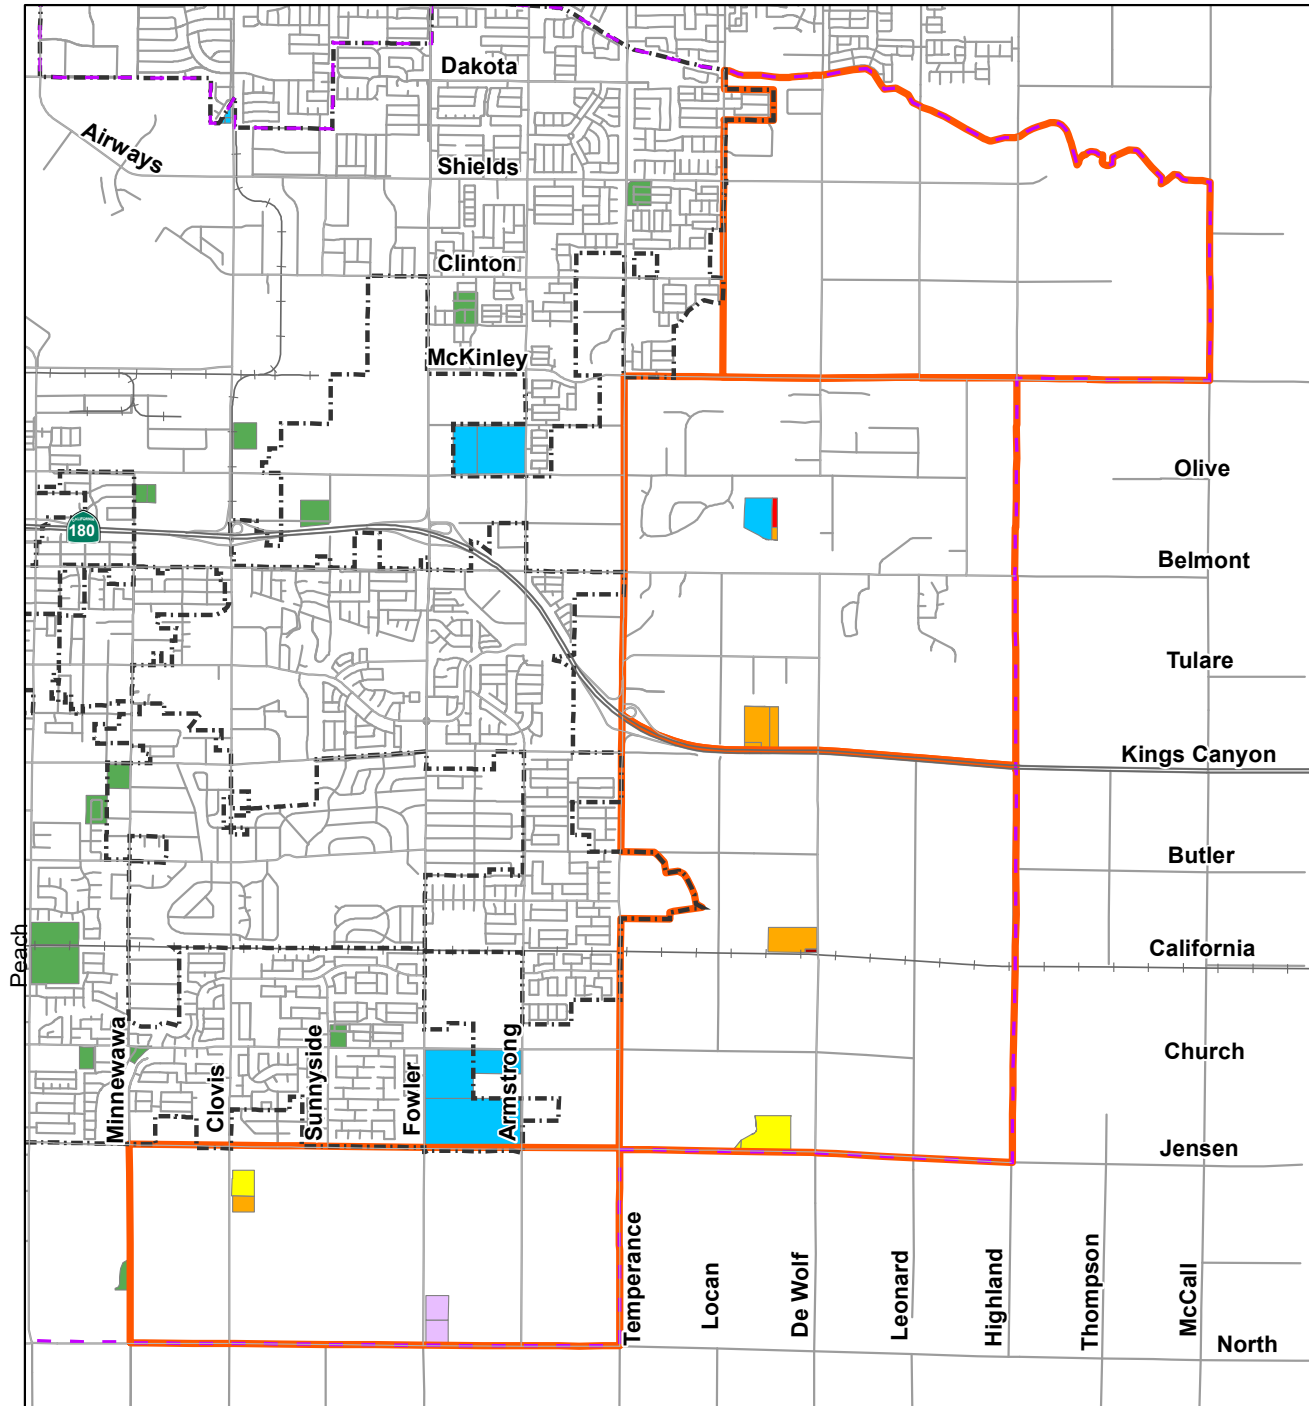 Dakota
Airways
Shields
Clinton
McKinley
Olive
CALIFORNIA
180
Belmont
Tulare
Kings Canyon
Butler
Peach
California
Minnewawa
Clovis
Sunnyside
Fowler
Armstrong
Church
Jensen
Temperance
Locan
De Wolf
Leonard
Highland
Thompson
McCall
North